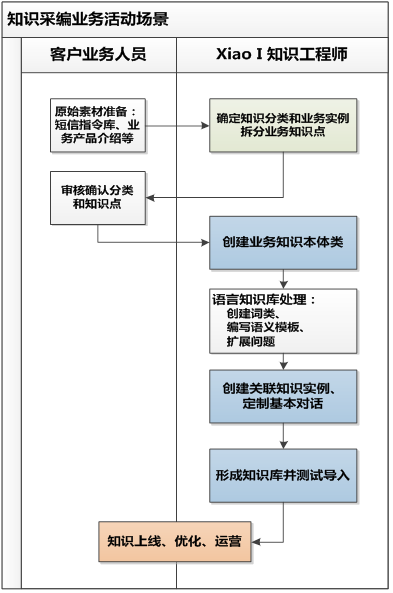 知识采编业务活动场景
客户业务人员
Xiao I 知识工程师
原始素材准备：
短信指令库、业
务产品介绍等
确定知识分类和业务实例
拆分业务知识点
审核确认分类
和知识点
创建业务知识本体类
语言知识库处理：
创建词类、
编写语义模板、
扩展问题
创建关联知识实例、
定制基本对话
形成知识库并测试导入
知识上线、优化、运营